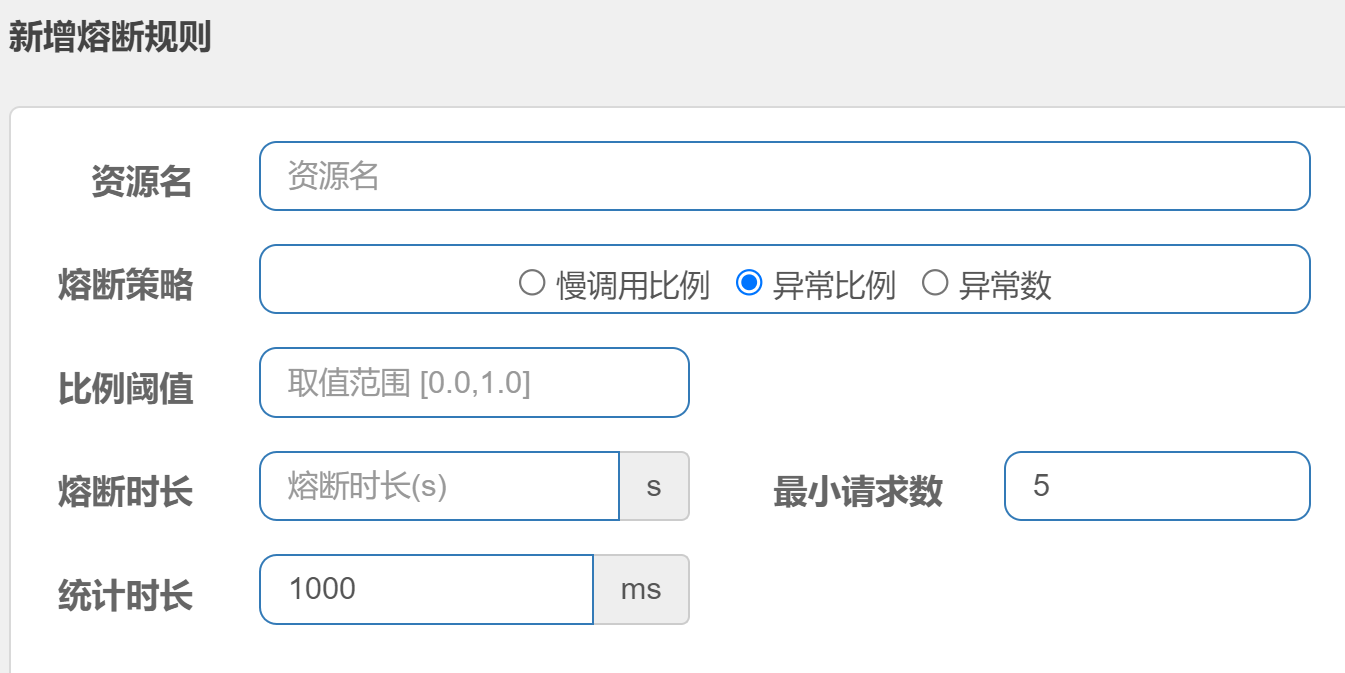 新增熔断规则
资源名 资源名
熔断策略 慢调用比例 异常比例 异常数
比例阈值 取值范围 [0.0,1.0]
熔断时长 熔断时长(s) s 最小请求数 5
统计时长 1000 ms